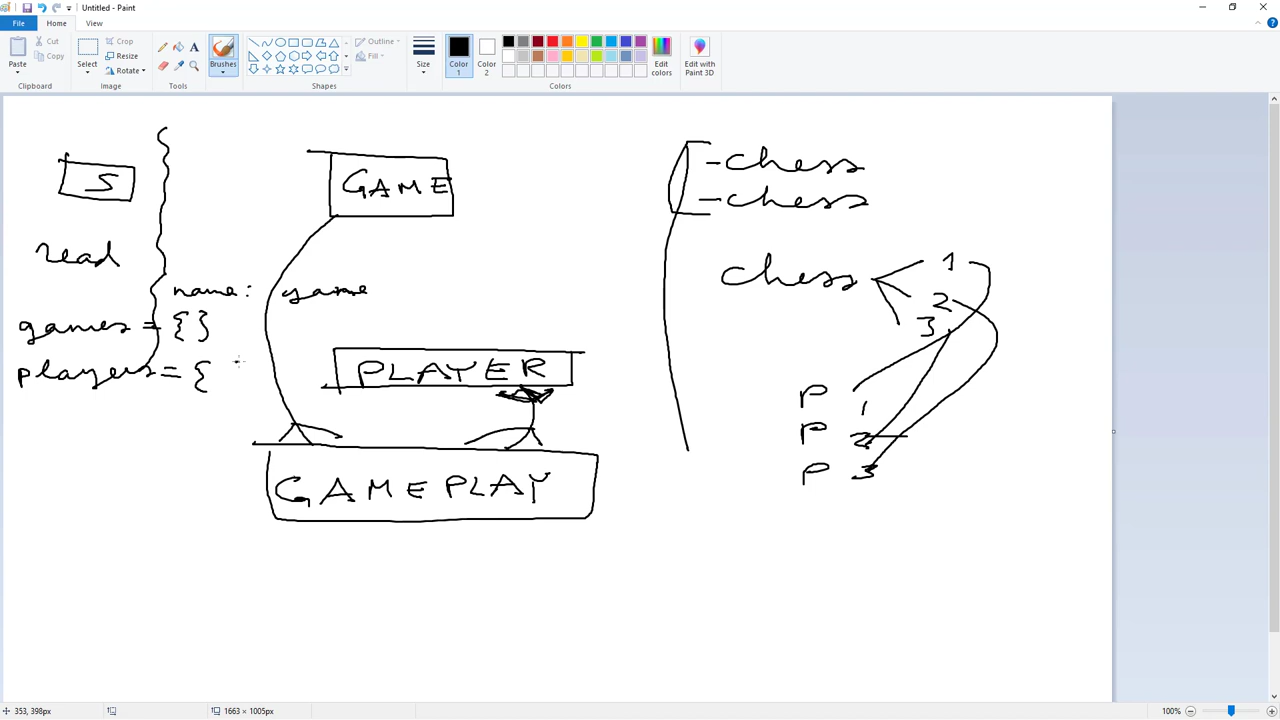 Untitled - Paint
File Home View
Paste Cut Copy Clipboard
Select Crop Resize Rotate Image
Tools
Brushes
Outline Fill Shapes
Size
Color 1 Color 2 Edit colors Colors
Edit with Paint 3D
S
GAME
-chess
-chess
read
chess 1
2
3
name: game
games = {}
players = {
PLAYER
P 1
P 2
P 3
GAMEPLAY
353, 398px
1663 × 1005px
100%